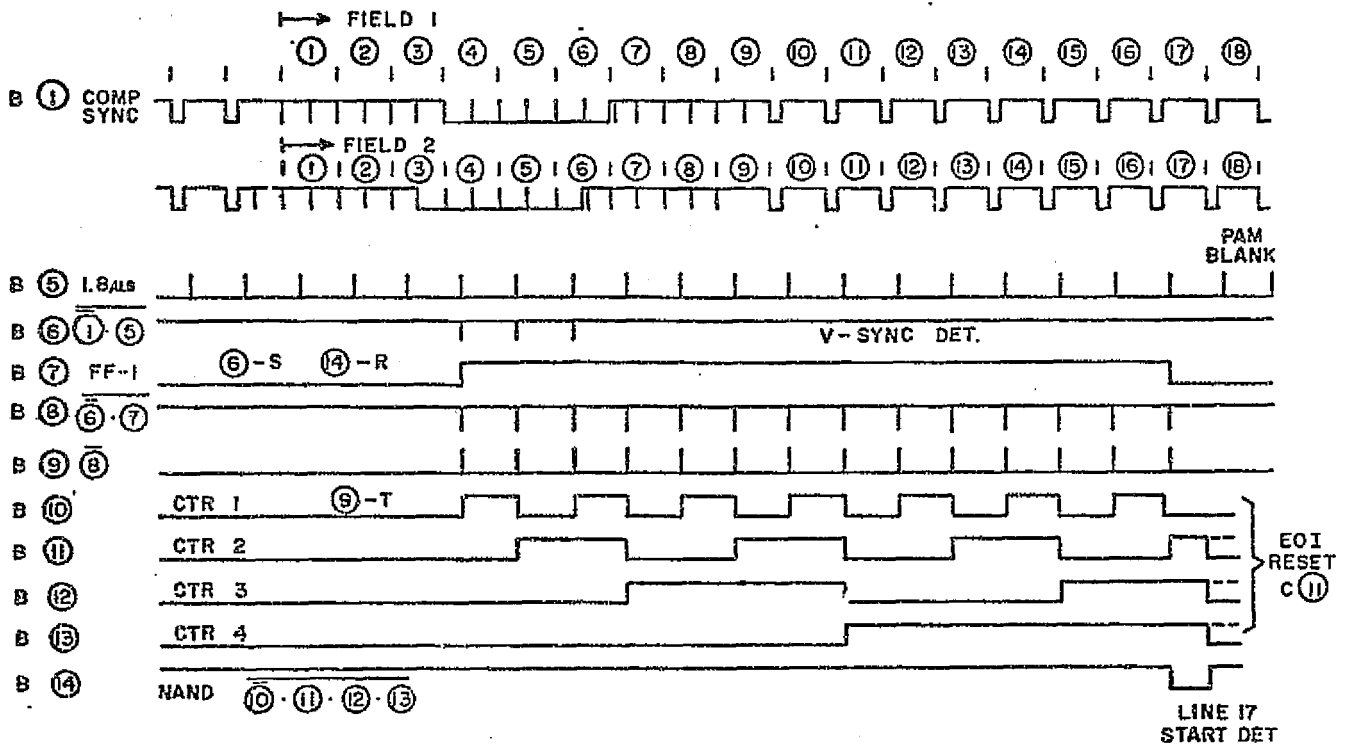 FIELD 1
① ② ③ ④ ⑤ ⑥ ⑦ ⑧ ⑨ ⑩ ⑪ ⑫ ⑬ ⑭ ⑮ ⑯ ⑰ ⑱
B ① COMP SYNC
FIELD 2
① ② ③ ④ ⑤ ⑥ ⑦ ⑧ ⑨ ⑩ ⑪ ⑫ ⑬ ⑭ ⑮ ⑯ ⑰ ⑱
PAM
BLANK
B ⑤ 1.8µs
B ⑥ ① · ⑤ V-SYNC DET.
B ⑦ FF-1 ⑥-S ⑭-R
B ⑧ ⑥ · ⑦
B ⑨ ⑧
B ⑩' CTR 1 ⑨-T
B ⑪ CTR 2
B ⑫ CTR 3
B ⑬ CTR 4
EOI
RESET
C ⑪
B ⑭ NAND ⑩ · ⑪ · ⑫ · ⑬
LINE 17
START DET